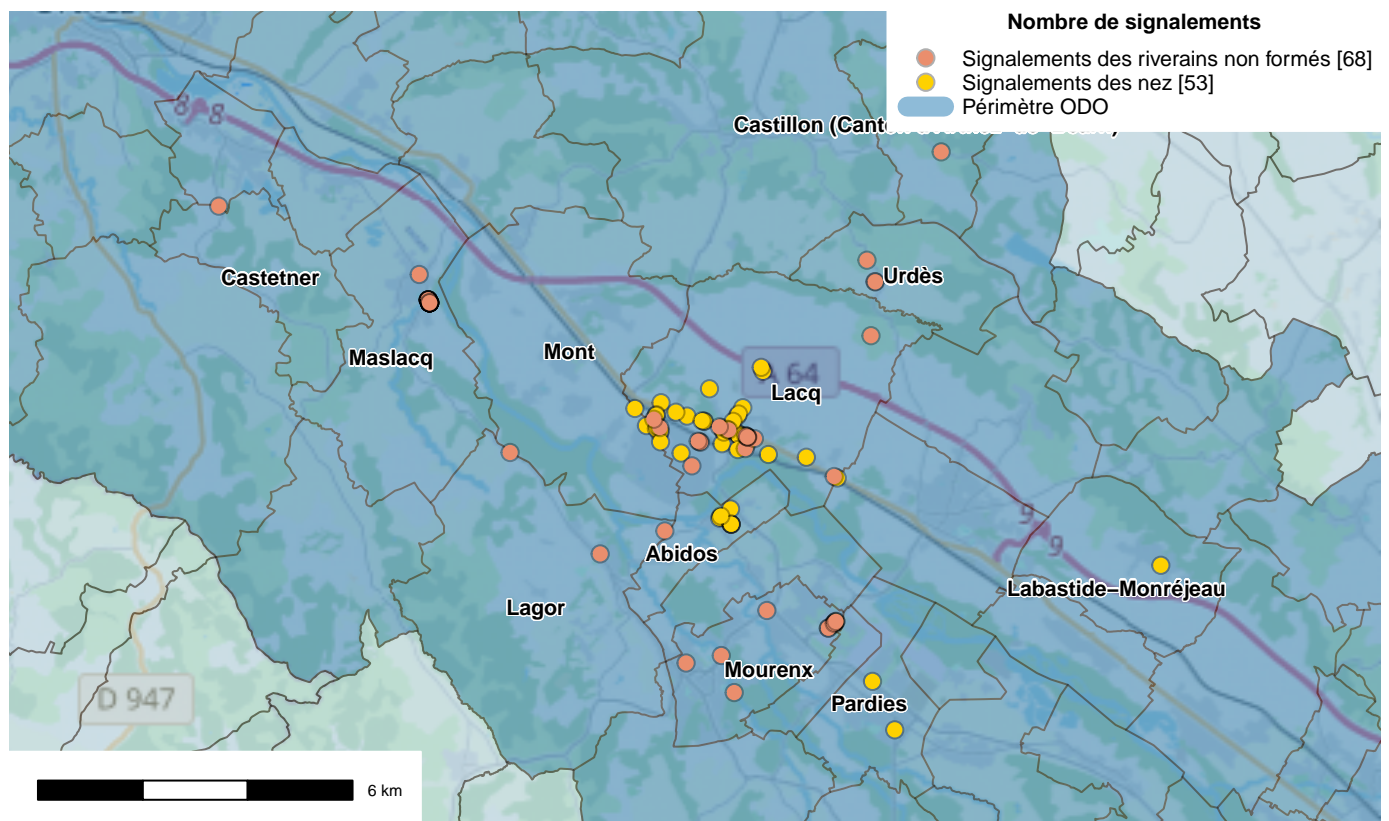 Nombre de signalements
Signalements des riverains non formés [68]
Signalements des nez [53]
Périmètre ODO
8
8
Castillon (Canton
Castetner
Urdès
Maslacq
Mont
A 64
Lacq
9
9
Abidos
Labastide–Monréjeau
Lagor
Mourenx
D 947
Pardies
6 km